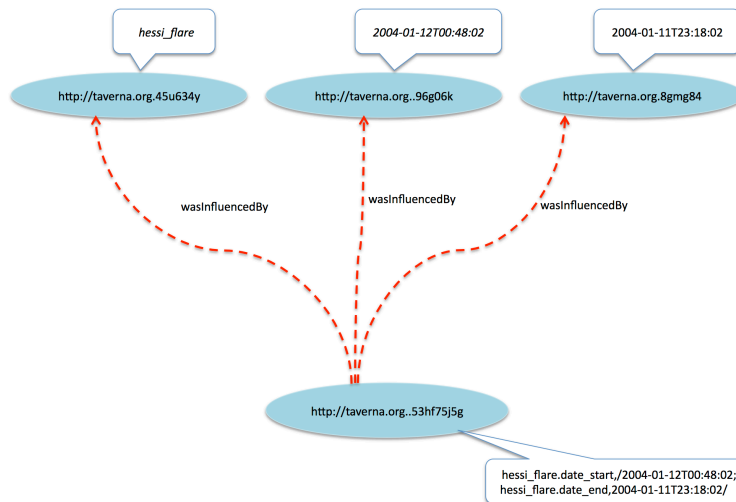 hessi_flare
2004-01-12T00:48:02
2004-01-11T23:18:02
http://taverna.org.45u634y
http://taverna.org..96g06k
http://taverna.org.8gmg84
wasInfluencedBy
wasInfluencedBy
wasInfluencedBy
http://taverna.org..53hf75j5g
hessi_flare.date_start,/2004-01-12T00:48:02;
hessi_flare.date_end,2004-01-11T23:18:02/